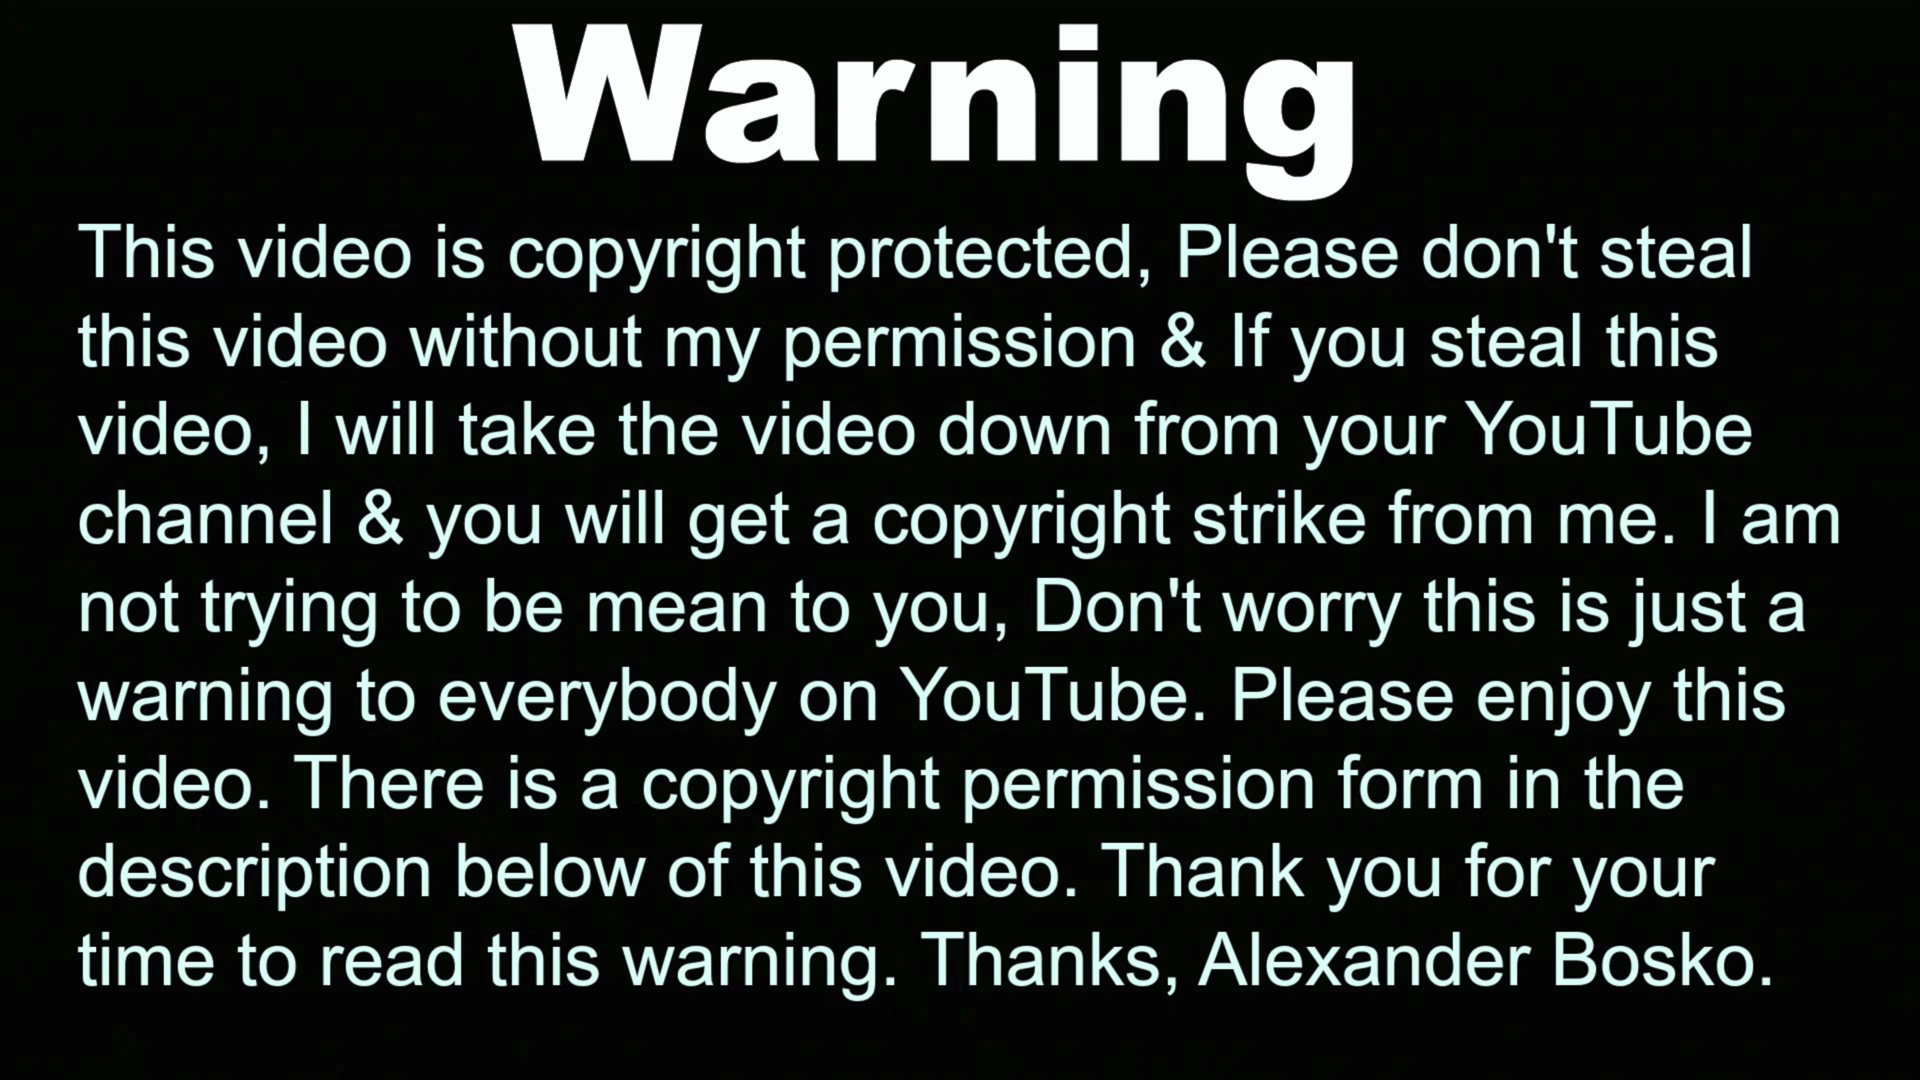 Warning
This video is copyright protected, Please don't steal
this video without my permission & If you steal this
video, I will take the video down from your YouTube
channel & you will get a copyright strike from me. I am
not trying to be mean to you, Don't worry this is just a
warning to everybody on YouTube. Please enjoy this
video. There is a copyright permission form in the
description below of this video. Thank you for your
time to read this warning. Thanks, Alexander Bosko.